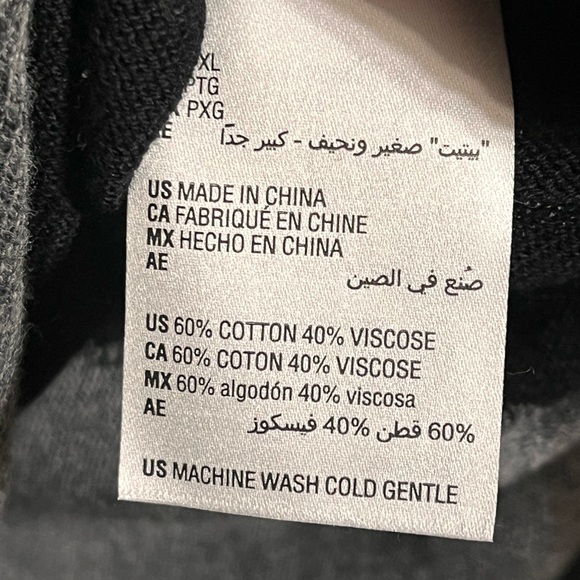 XL
PTG
PXG
"بيتيت" صغير ونحيف - كبير جدًا
US MADE IN CHINA
CA FABRIQUÉ EN CHINE
MX HECHO EN CHINA
AE
صُنع في الصين
US 60% COTTON 40% VISCOSE
CA 60% COTON 40% VISCOSE
MX 60% algodón 40% viscosa
AE
60% قطن 40% فيسكوز
US MACHINE WASH COLD GENTLE